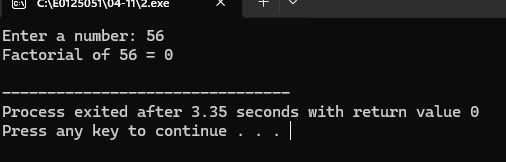 C:\E0125051\04-11\2.exe
Enter a number: 56
Factorial of 56 = 0
--------------------------------
Process exited after 3.35 seconds with return value 0
Press any key to continue . . .